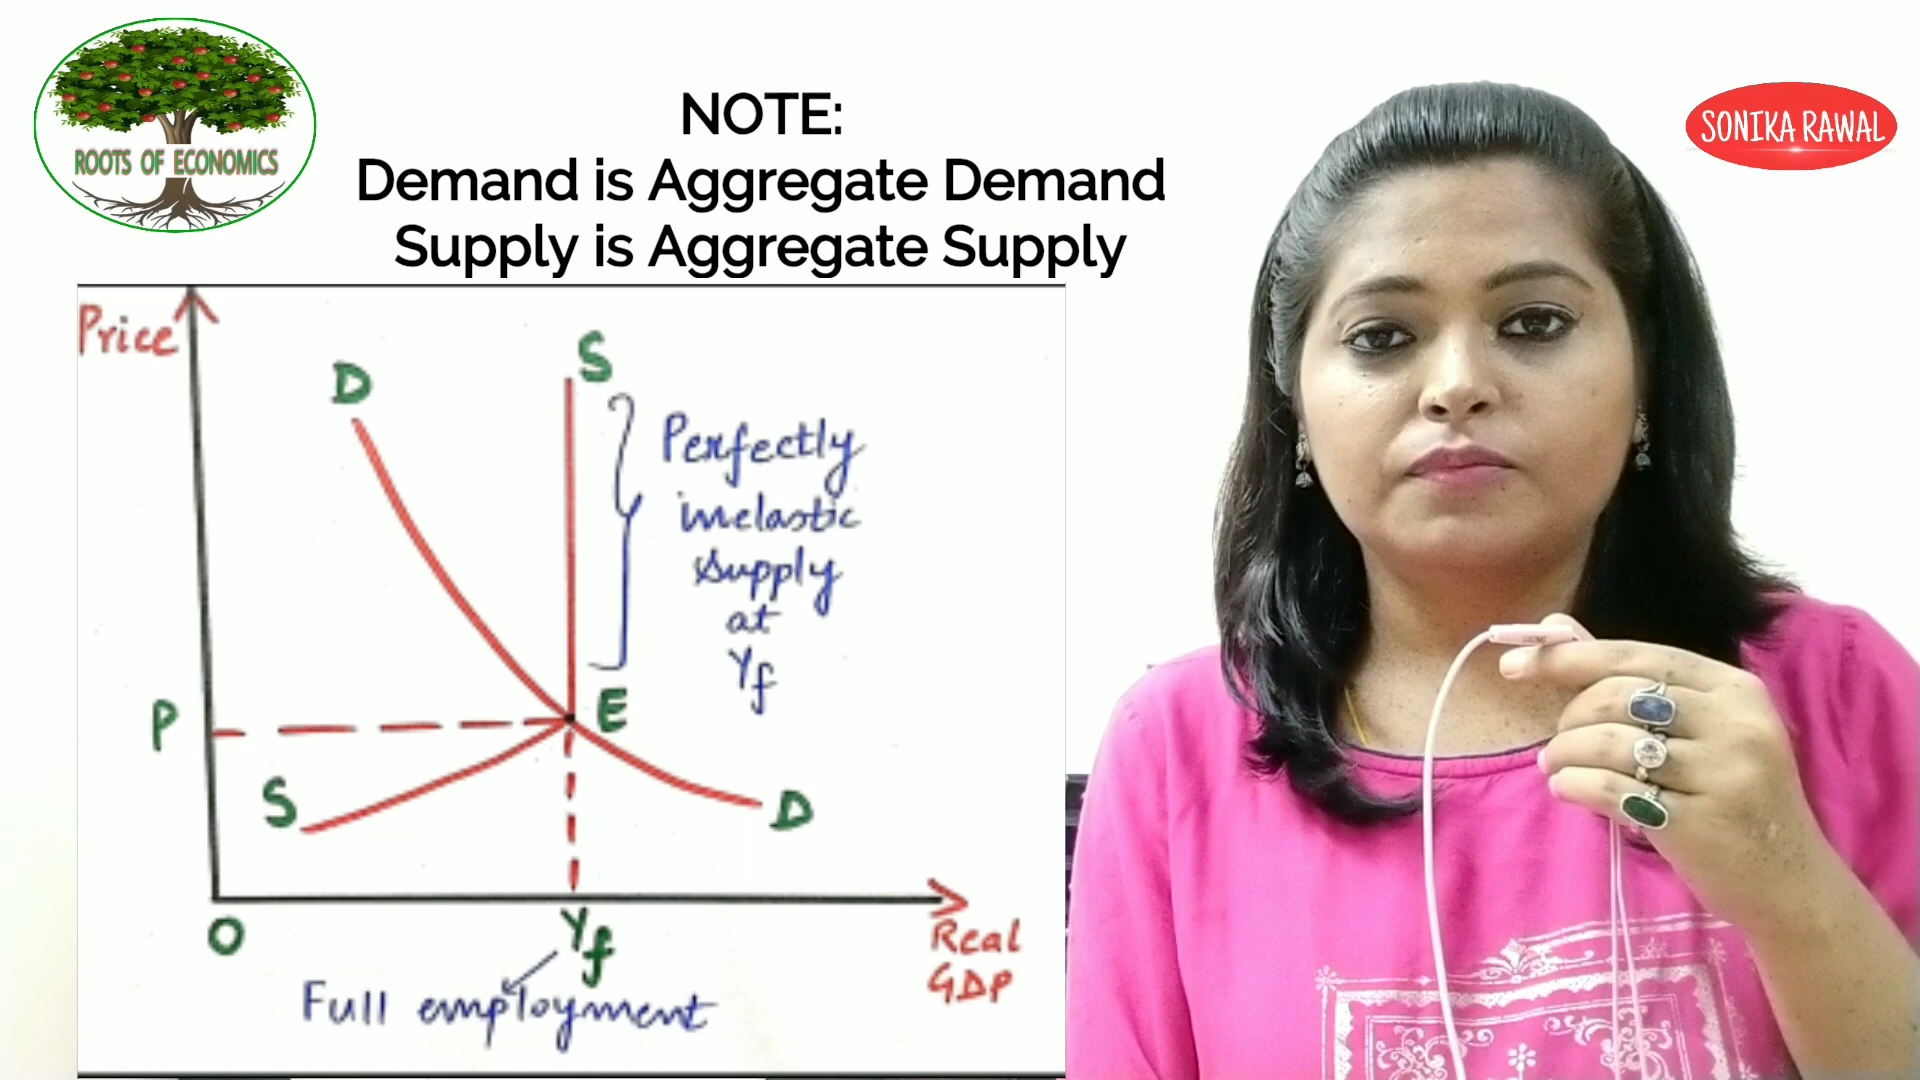 ROOTS OF ECONOMICS
NOTE:
Demand is Aggregate Demand
Supply is Aggregate Supply
SONIKA RAWAL
Price
D
S
Perfectly
inelastic
supply
at
Yf
P
E
S
D
O
Yf
Real
GDP
Full employment